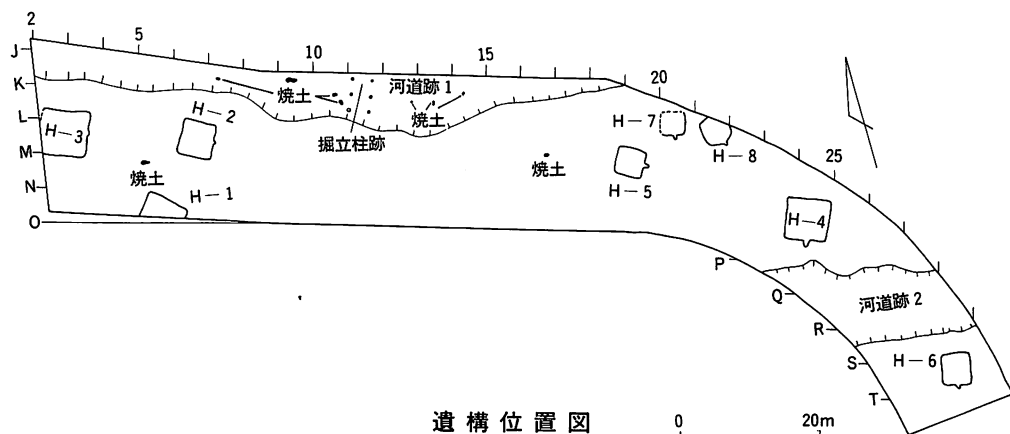 2
5
10
15
20
25
J
K
L
M
N
O
P
Q
R
S
T
河道跡1
焼土
焼土
掘立柱跡
H-3
H-2
焼土
H-1
焼土
H-7
H-8
H-5
H-4
河道跡2
H-6
遺構位置図
0 20m